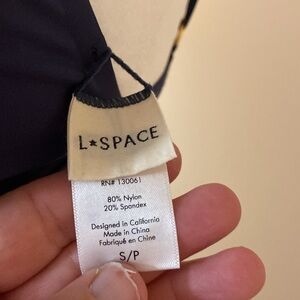 L*SPACE
RN# 130061
80% Nylon
20% Spandex
Designed in California
Made in China
Fabriqué en Chine
S/P